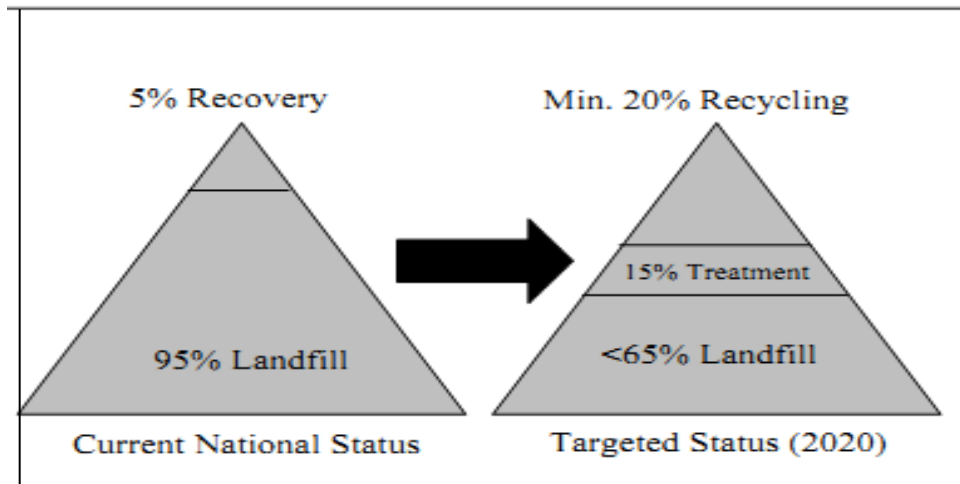 5% Recovery
95% Landfill
Current National Status
Min. 20% Recycling
15% Treatment
<65% Landfill
Targeted Status (2020)